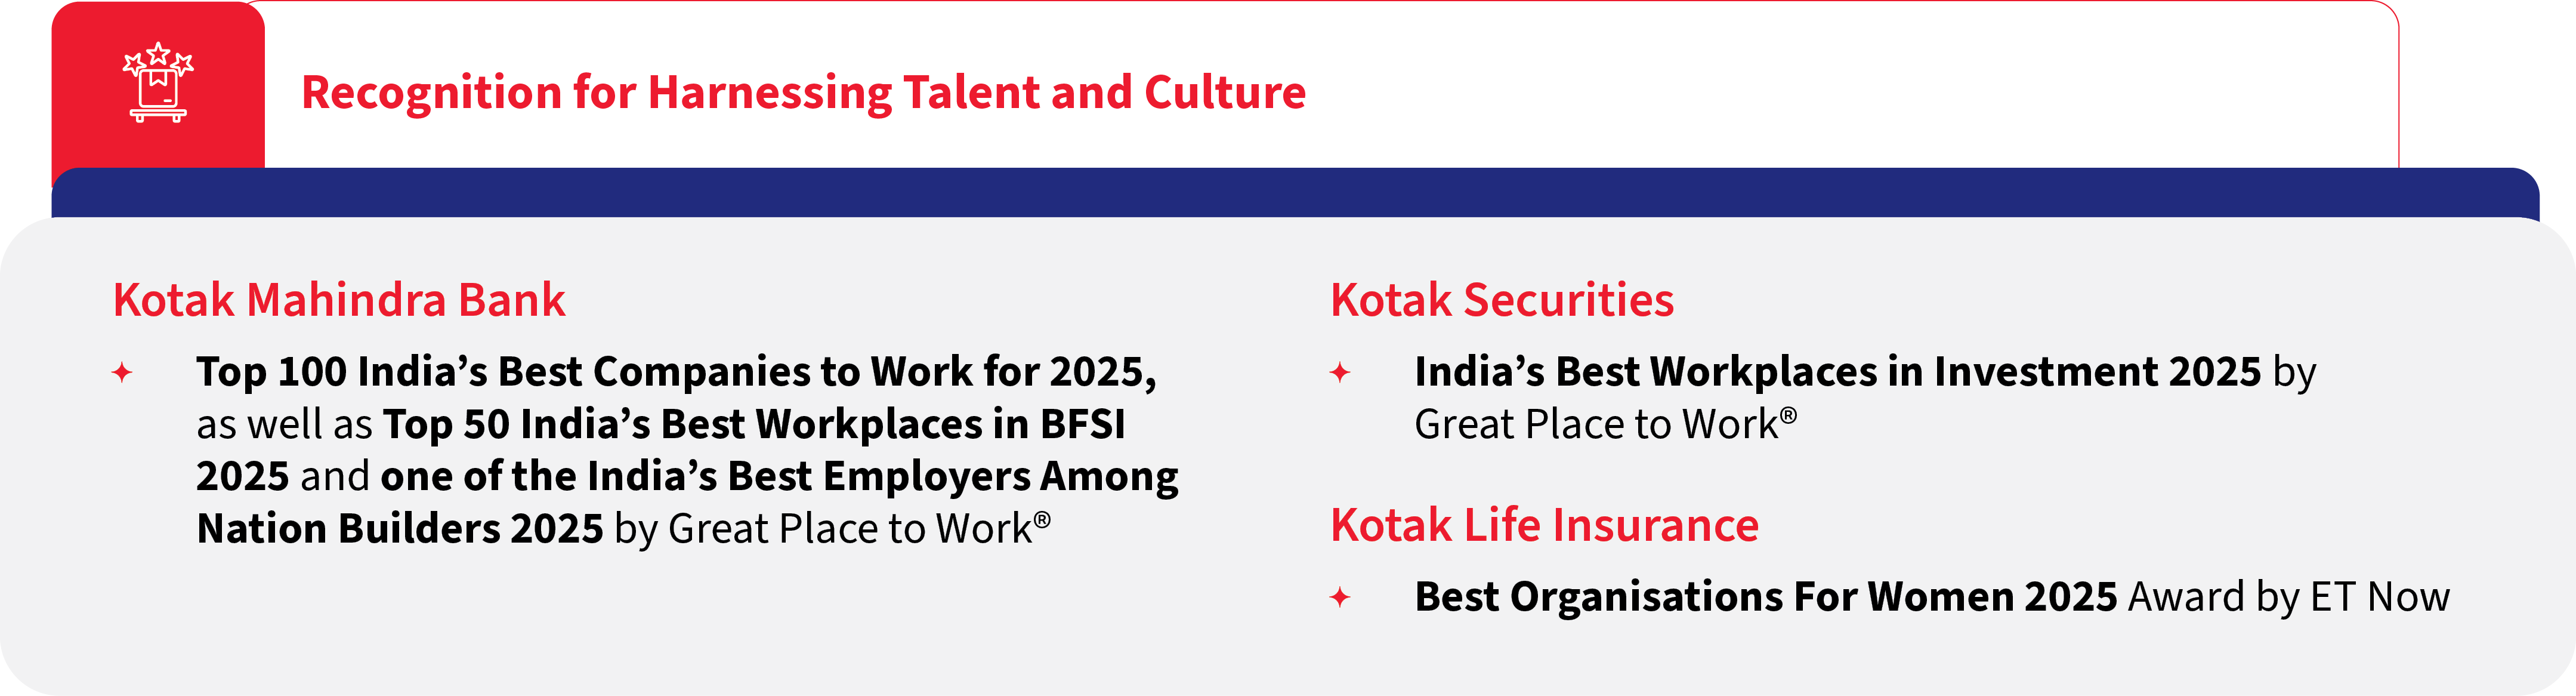 Recognition for Harnessing Talent and Culture
Kotak Mahindra Bank
Top 100 India’s Best Companies to Work for 2025,
as well as Top 50 India’s Best Workplaces in BFSI
2025 and one of the India’s Best Employers Among
Nation Builders 2025 by Great Place to Work®
Kotak Securities
India’s Best Workplaces in Investment 2025 by
Great Place to Work®
Kotak Life Insurance
Best Organisations For Women 2025 Award by ET Now